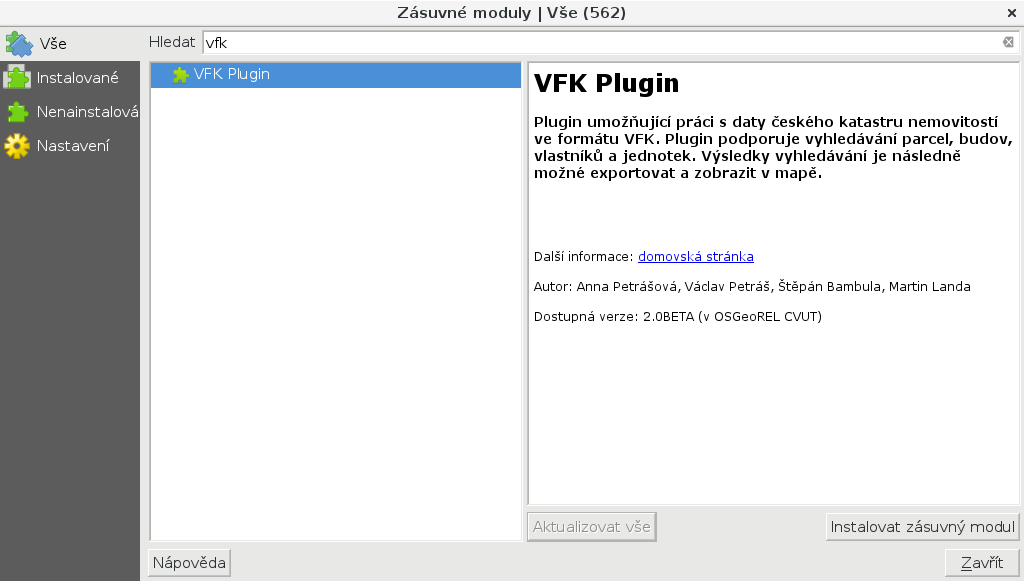 Zásuvné moduly | Vše (562)
Vše
Hledat vfk
Instalované
Nenainstalová
Nastavení
VFK Plugin
VFK Plugin
Plugin umožňující práci s daty českého katastru nemovitostí
ve formátu VFK. Plugin podporuje vyhledávání parcel, budov,
vlastníků a jednotek. Výsledky vyhledávání je následně
možné exportovat a zobrazit v mapě.
Další informace: domovská stránka
Autor: Anna Petrášová, Václav Petráš, Štěpán Bambula, Martin Landa
Dostupná verze: 2.0BETA (v OSGeoREL CVUT)
Aktualizovat vše
Instalovat zásuvný modul
Nápověda
Zavřít